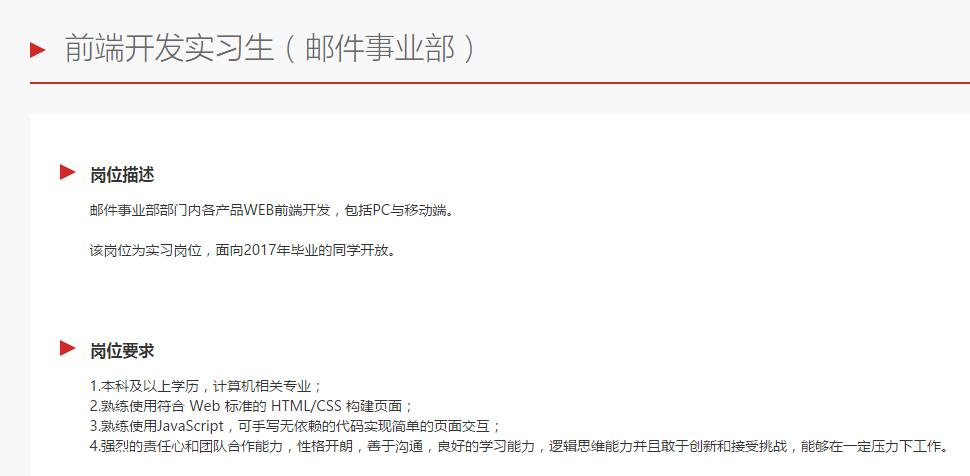 前端开发实习生（邮件事业部）
岗位描述
邮件事业部部门内各产品WEB前端开发，包括PC与移动端。
该岗位为实习岗位，面向2017年毕业的同学开放。
岗位要求
1.本科及以上学历，计算机相关专业；
2.熟练使用符合 Web 标准的 HTML/CSS 构建页面；
3.熟练使用JavaScript，可手写无依赖的代码实现简单的页面交互；
4.强烈的责任心和团队合作能力，性格开朗，善于沟通，良好的学习能力，逻辑思维能力并且敢于创新和接受挑战，能够在一定压力下工作。